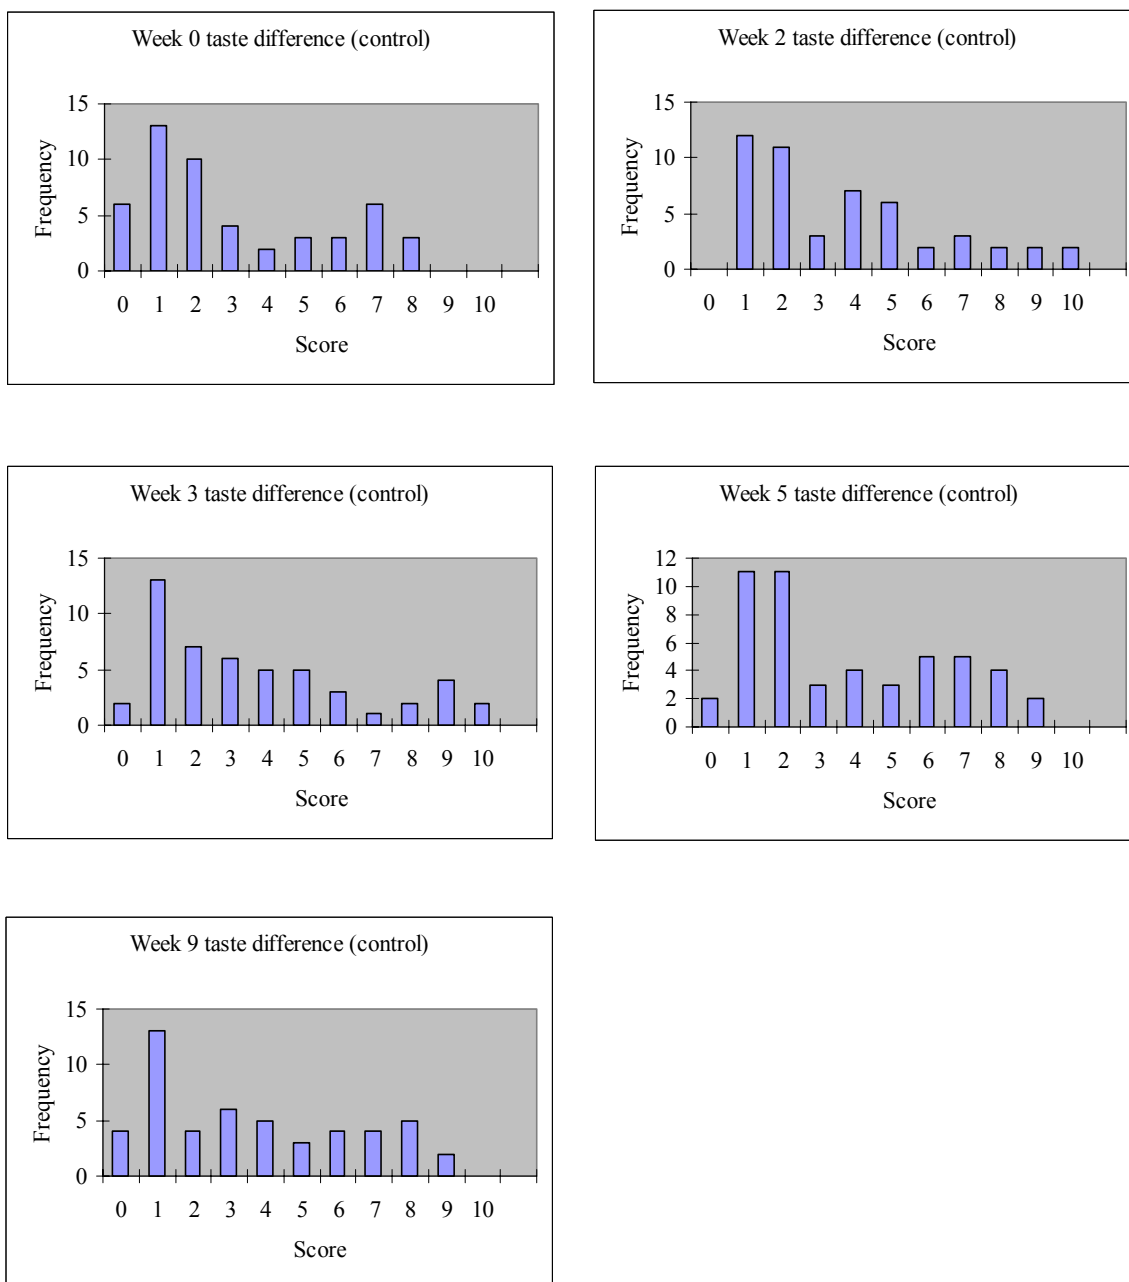 Week 0 taste difference (control)
15
10
5
0
Frequency
0 1 2 3 4 5 6 7 8 9 10
Score
Week 2 taste difference (control)
15
10
5
0
Frequency
0 1 2 3 4 5 6 7 8 9 10
Score
Week 3 taste difference (control)
15
10
5
0
Frequency
0 1 2 3 4 5 6 7 8 9 10
Score
Week 5 taste difference (control)
12
10
8
6
4
2
0
Frequency
0 1 2 3 4 5 6 7 8 9 10
Score
Week 9 taste difference (control)
15
10
5
0
Frequency
0 1 2 3 4 5 6 7 8 9 10
Score